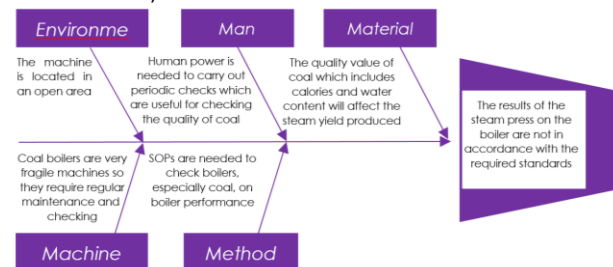 Environme
Man
Material
The machine
is located in
an open area
Human power is
needed to carry out
periodic checks which
are useful for checking
the quality of coal
The quality value of
coal which includes
calories and water
content will affect the
steam yield produced
The results of the
steam press on the
boiler are not in
accordance with the
required standards
Coal boilers are very
fragile machines so
they require regular
maintenance and
checking
SOPs are needed to
check boilers,
especially coal, on
boiler performance
Machine
Method